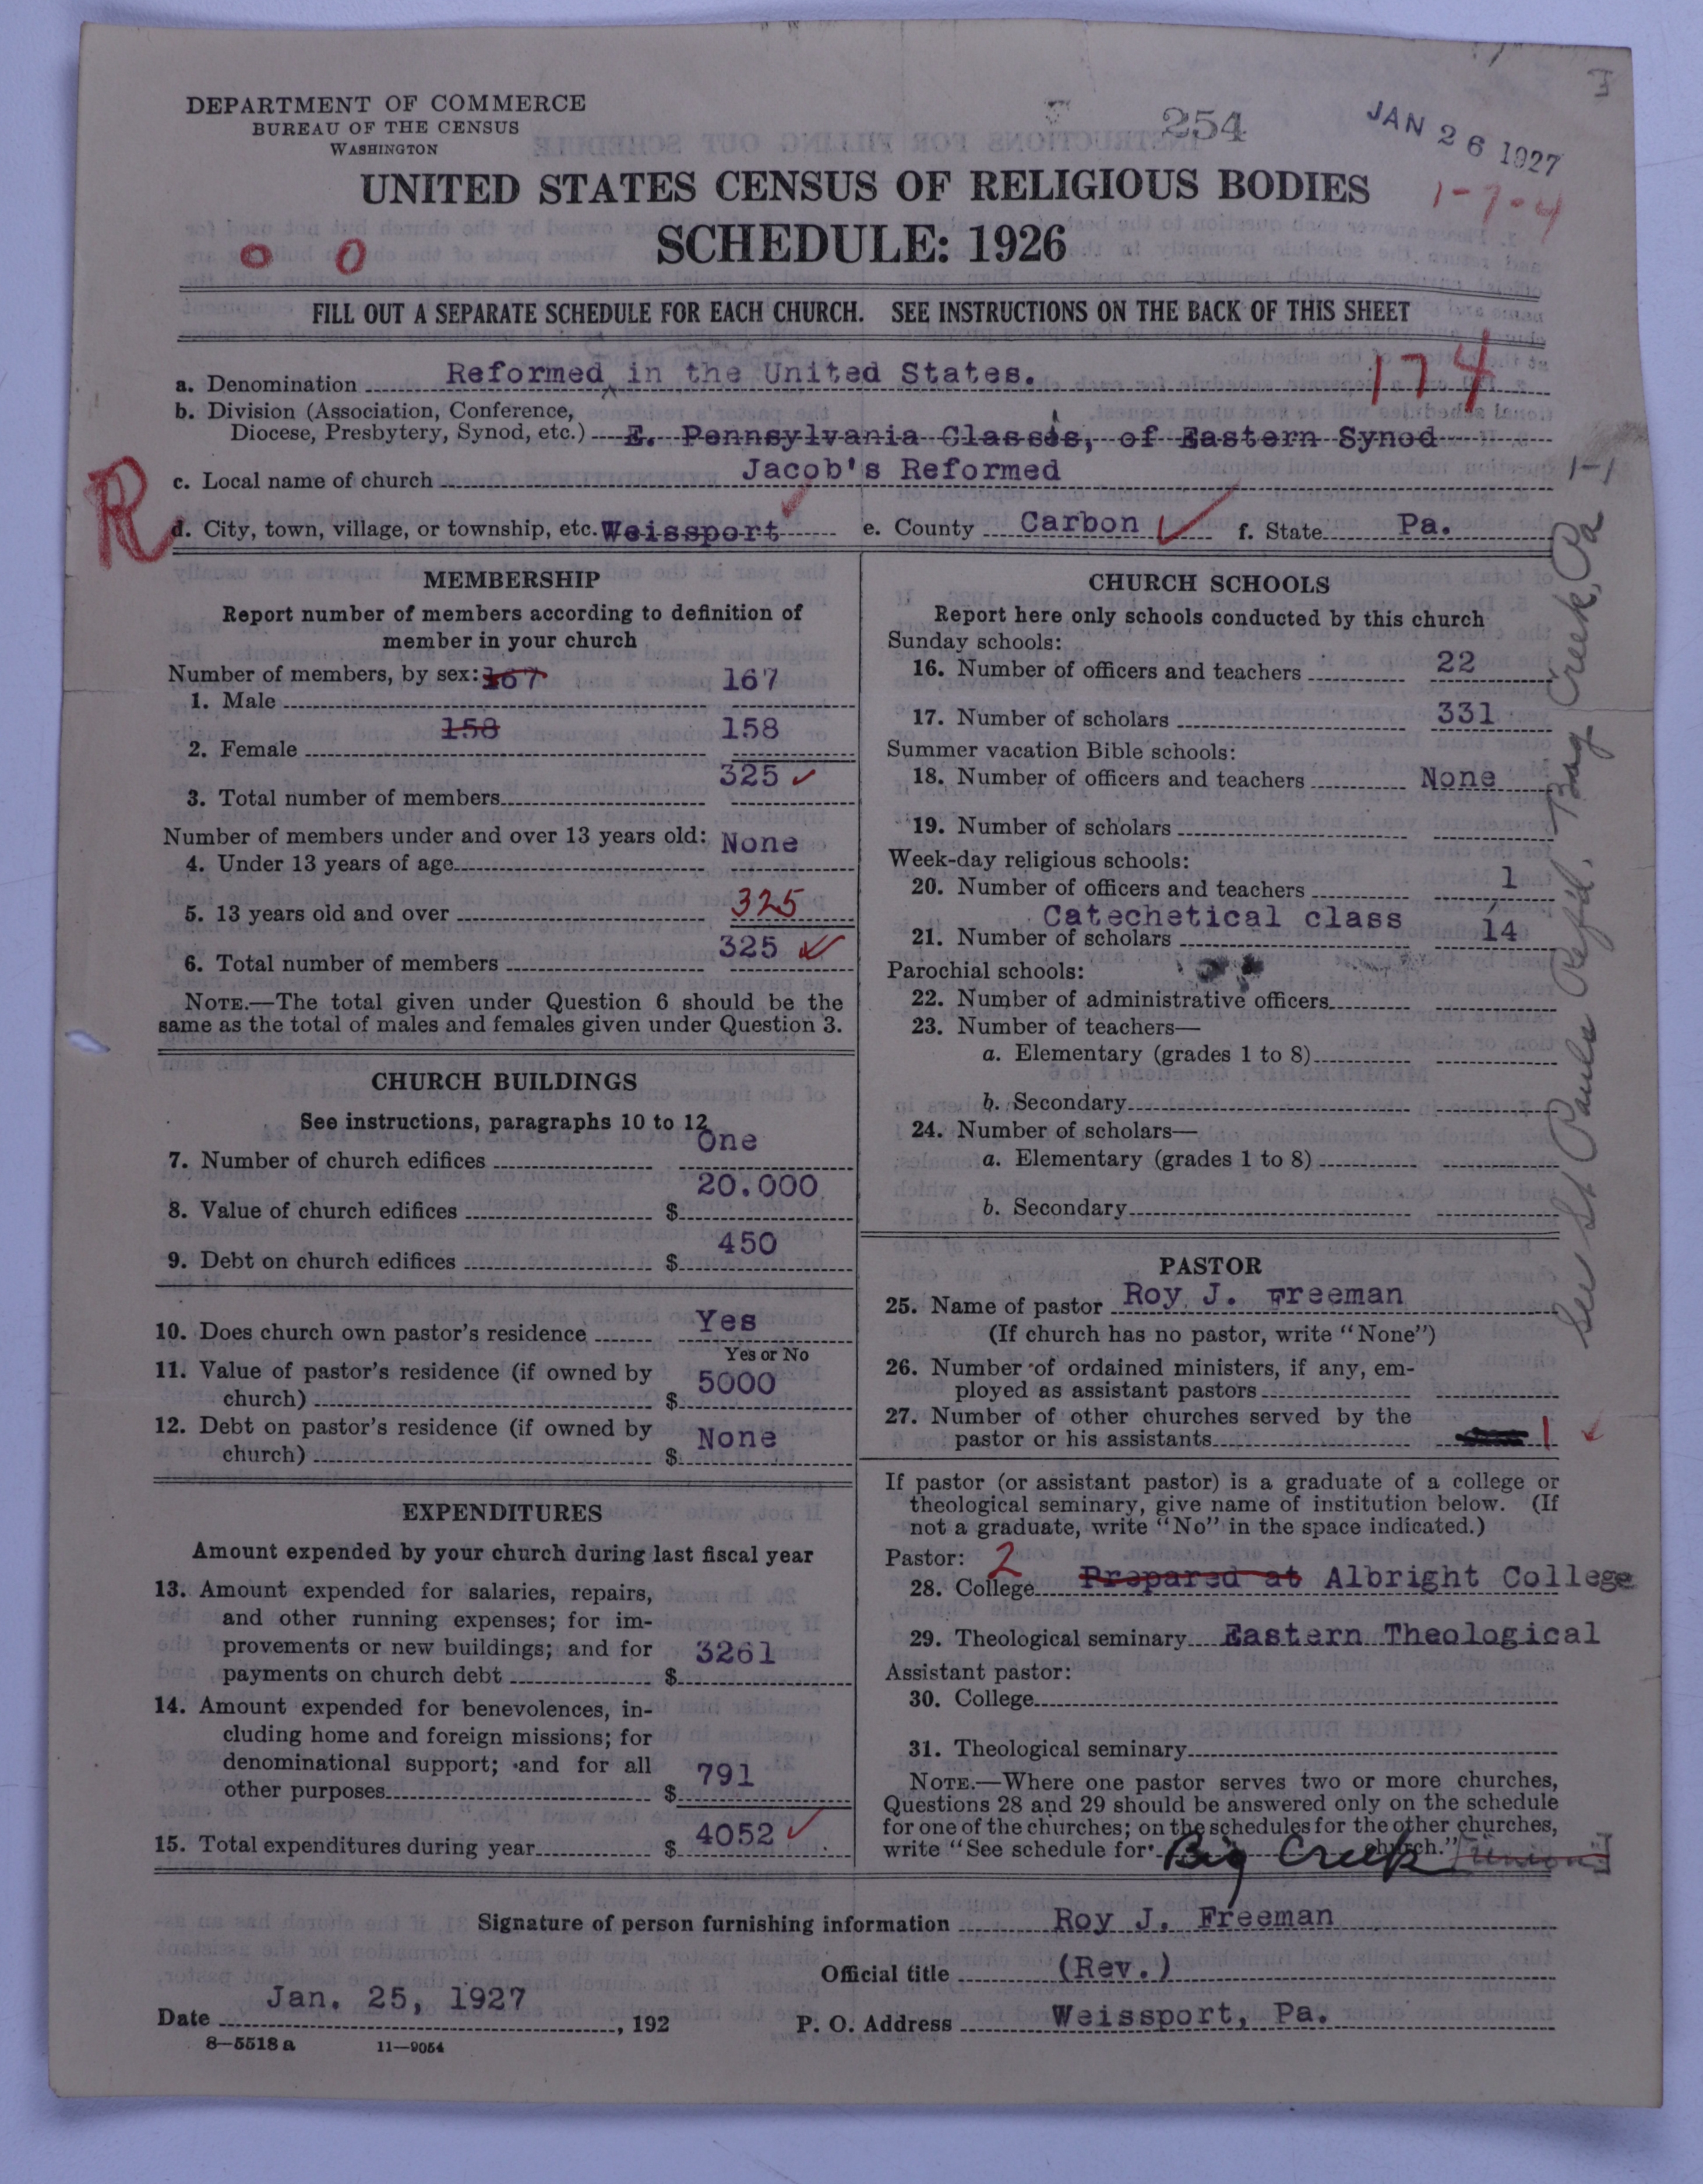 DEPARTMENT OF COMMERCE
BUREAU OF THE CENSUS
WASHINGTON
254
JAN 26 1927
1-7-4
UNITED STATES CENSUS OF RELIGIOUS BODIES
SCHEDULE: 1926
0 0
FILL OUT A SEPARATE SCHEDULE FOR EACH CHURCH. SEE INSTRUCTIONS ON THE BACK OF THIS SHEET
174
a. Denomination Reformed in the United States.
b. Division (Association, Conference,
Diocese, Presbytery, Synod, etc.) E. Pennsylvania Classis, of Eastern Synod
c. Local name of church Jacob's Reformed
1-1
R
d. City, town, village, or township, etc. Weissport e. County Carbon f. State Pa.
MEMBERSHIP
Report number of members according to definition of
member in your church
Number of members, by sex: 167
1. Male 167
158
2. Female 158
3. Total number of members 325
Number of members under and over 13 years old:
4. Under 13 years of age None
5. 13 years old and over 325
6. Total number of members 325
NOTE.—The total given under Question 6 should be the
same as the total of males and females given under Question 3.
CHURCH BUILDINGS
See instructions, paragraphs 10 to 12
7. Number of church edifices One
8. Value of church edifices $ 20.000
9. Debt on church edifices $ 450
10. Does church own pastor's residence Yes
Yes or No
11. Value of pastor's residence (if owned by
church) $ 5000
12. Debt on pastor's residence (if owned by
church) $ None
EXPENDITURES
Amount expended by your church during last fiscal year
13. Amount expended for salaries, repairs,
and other running expenses; for im-
provements or new buildings; and for
payments on church debt $ 3261
14. Amount expended for benevolences, in-
cluding home and foreign missions; for
denominational support; and for all
other purposes $ 791
15. Total expenditures during year $ 4052
CHURCH SCHOOLS
Report here only schools conducted by this church
Sunday schools:
16. Number of officers and teachers 22
17. Number of scholars 331
Summer vacation Bible schools:
18. Number of officers and teachers None
19. Number of scholars
Week-day religious schools:
20. Number of officers and teachers 1
Catechetical class
21. Number of scholars 14
Parochial schools:
22. Number of administrative officers
23. Number of teachers—
a. Elementary (grades 1 to 8)
b. Secondary
24. Number of scholars—
a. Elementary (grades 1 to 8)
b. Secondary
PASTOR
25. Name of pastor Roy J. Freeman
(If church has no pastor, write "None")
26. Number of ordained ministers, if any, em-
ployed as assistant pastors
27. Number of other churches served by the
pastor or his assistants 1
If pastor (or assistant pastor) is a graduate of a college or
theological seminary, give name of institution below. (If
not a graduate, write "No" in the space indicated.)
Pastor: 2
28. College Prepared at Albright College
29. Theological seminary Eastern Theological
Assistant pastor:
30. College
31. Theological seminary
NOTE.—Where one pastor serves two or more churches,
Questions 28 and 29 should be answered only on the schedule
for one of the churches; on the schedules for the other churches,
write "See schedule for Big Creek church." [Union]
See St Pauls Ref'd. Big Creek, Pa
Signature of person furnishing information Roy J. Freeman
Official title (Rev.)
Date Jan. 25, 1927, 192
P. O. Address Weissport, Pa.
8—5518 a 11—9054